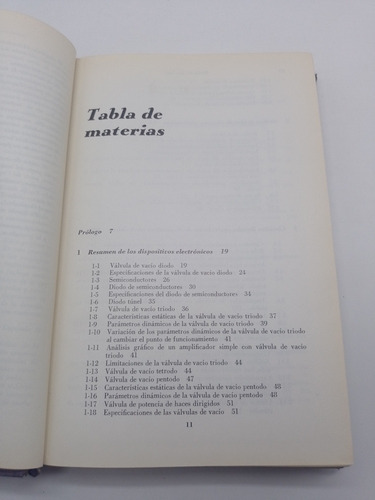 Tabla de
materias
Prólogo 7
1 Resumen de los dispositivos electrónicos 19
1-1 Válvula de vacío diodo 19
1-2 Especificaciones de la válvula de vacío diodo 24
1-3 Semiconductores 26
1-4 Diodo de semiconductores 30
1-5 Especificaciones del diodo de semiconductores 34
1-6 Diodo túnel 35
1-7 Válvula de vacío triodo 36
1-8 Características estáticas de la válvula de vacío triodo 37
1-9 Parámetros dinámicos de la válvula de vacío triodo 39
1-10 Variación de los parámetros dinámicos de la válvula de vacío triodo
al cambiar el punto de funcionamiento 41
1-11 Análisis gráfico de un amplificador simple con válvula de vacío
triodo 41
1-12 Limitaciones de la válvula de vacío triodo 44
1-13 Válvula de vacío tetrodo 44
1-14 Válvula de vacío pentodo 47
1-15 Características estáticas de la válvula de vacío pentodo 48
1-16 Parámetros dinámicos de la válvula de vacío pentodo 48
1-17 Válvula de potencia de haces dirigidos 51
1-18 Especificaciones de las válvulas de vacío 51
11